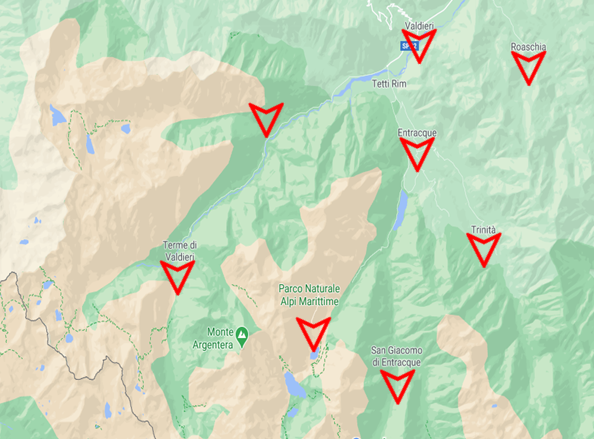 Valdieri
Roaschia
Tetti Rim
Entracque
Trinità
Terme di
Valdieri
Parco Naturale
Alpi Marittime
Monte
Argentera
San Giacomo
di Entracque